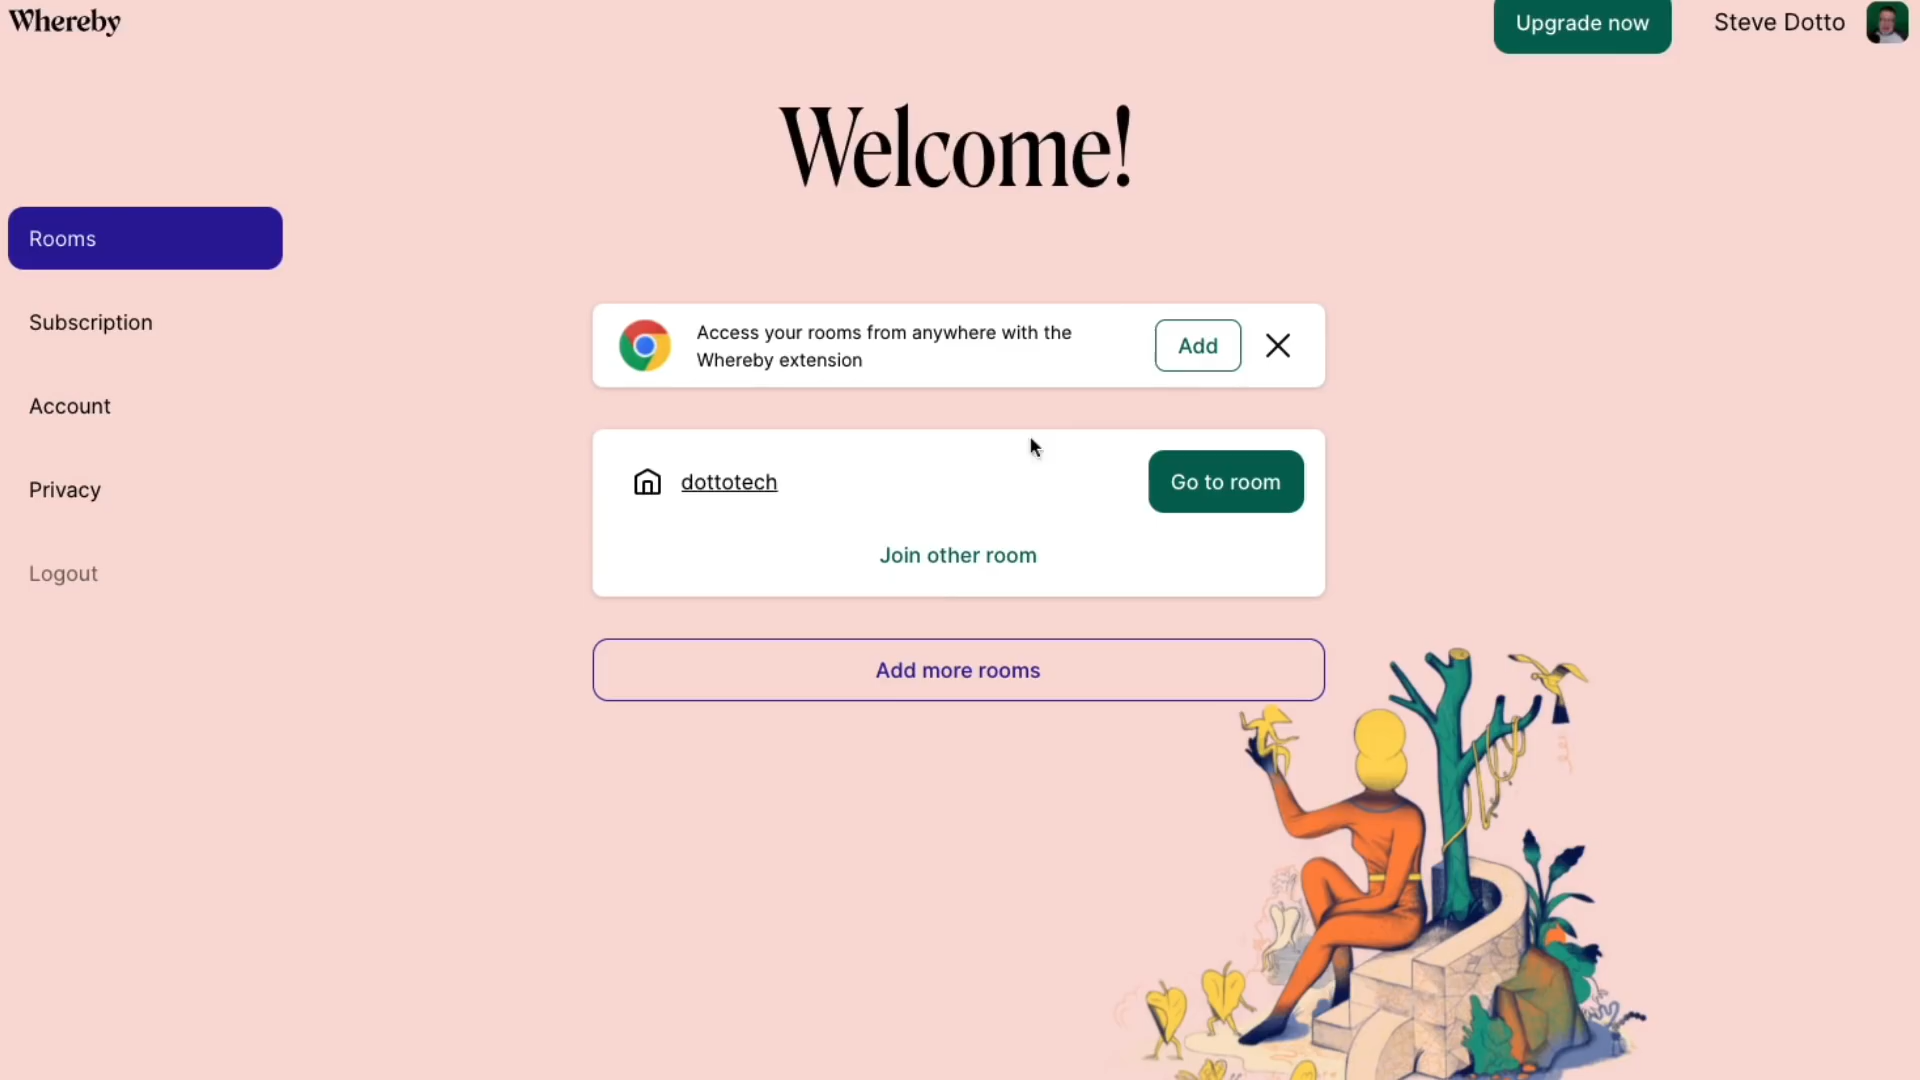 Whereby
Upgrade now
Steve Dotto
Welcome!
Rooms
Subscription
Account
Privacy
Logout
Access your rooms from anywhere with the
Whereby extension
Add
dottotech
Go to room
Join other room
Add more rooms